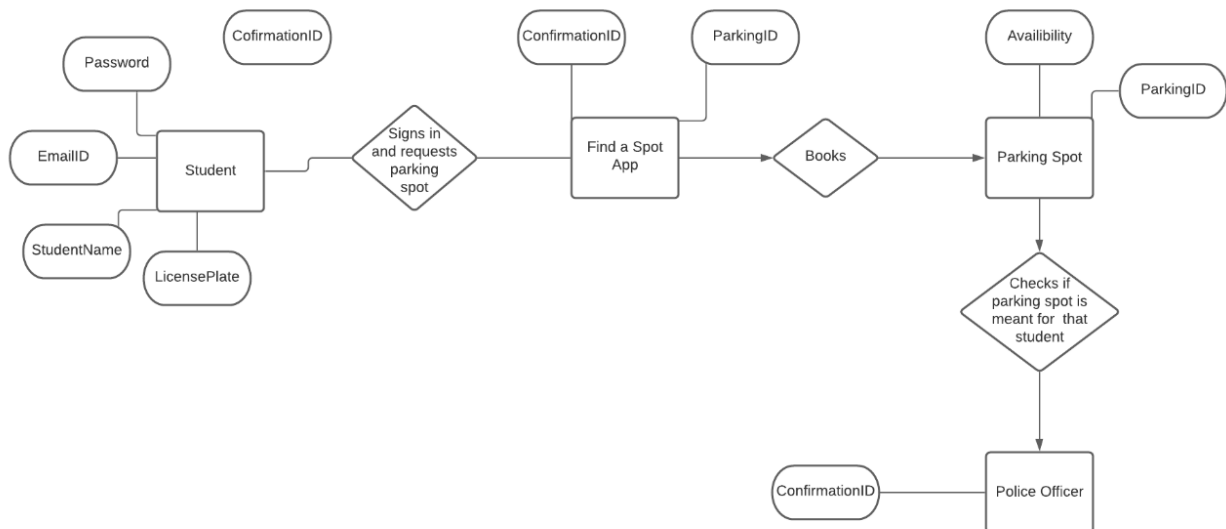 CofirmationID
ConfirmationID
ParkingID
Availibility
Password
ParkingID
EmailID
Student
Signs in
and requests
parking
spot
Find a Spot
App
Books
Parking Spot
StudentName
LicensePlate
Checks if
parking spot is
meant for  that
student
ConfirmationID
Police Officer